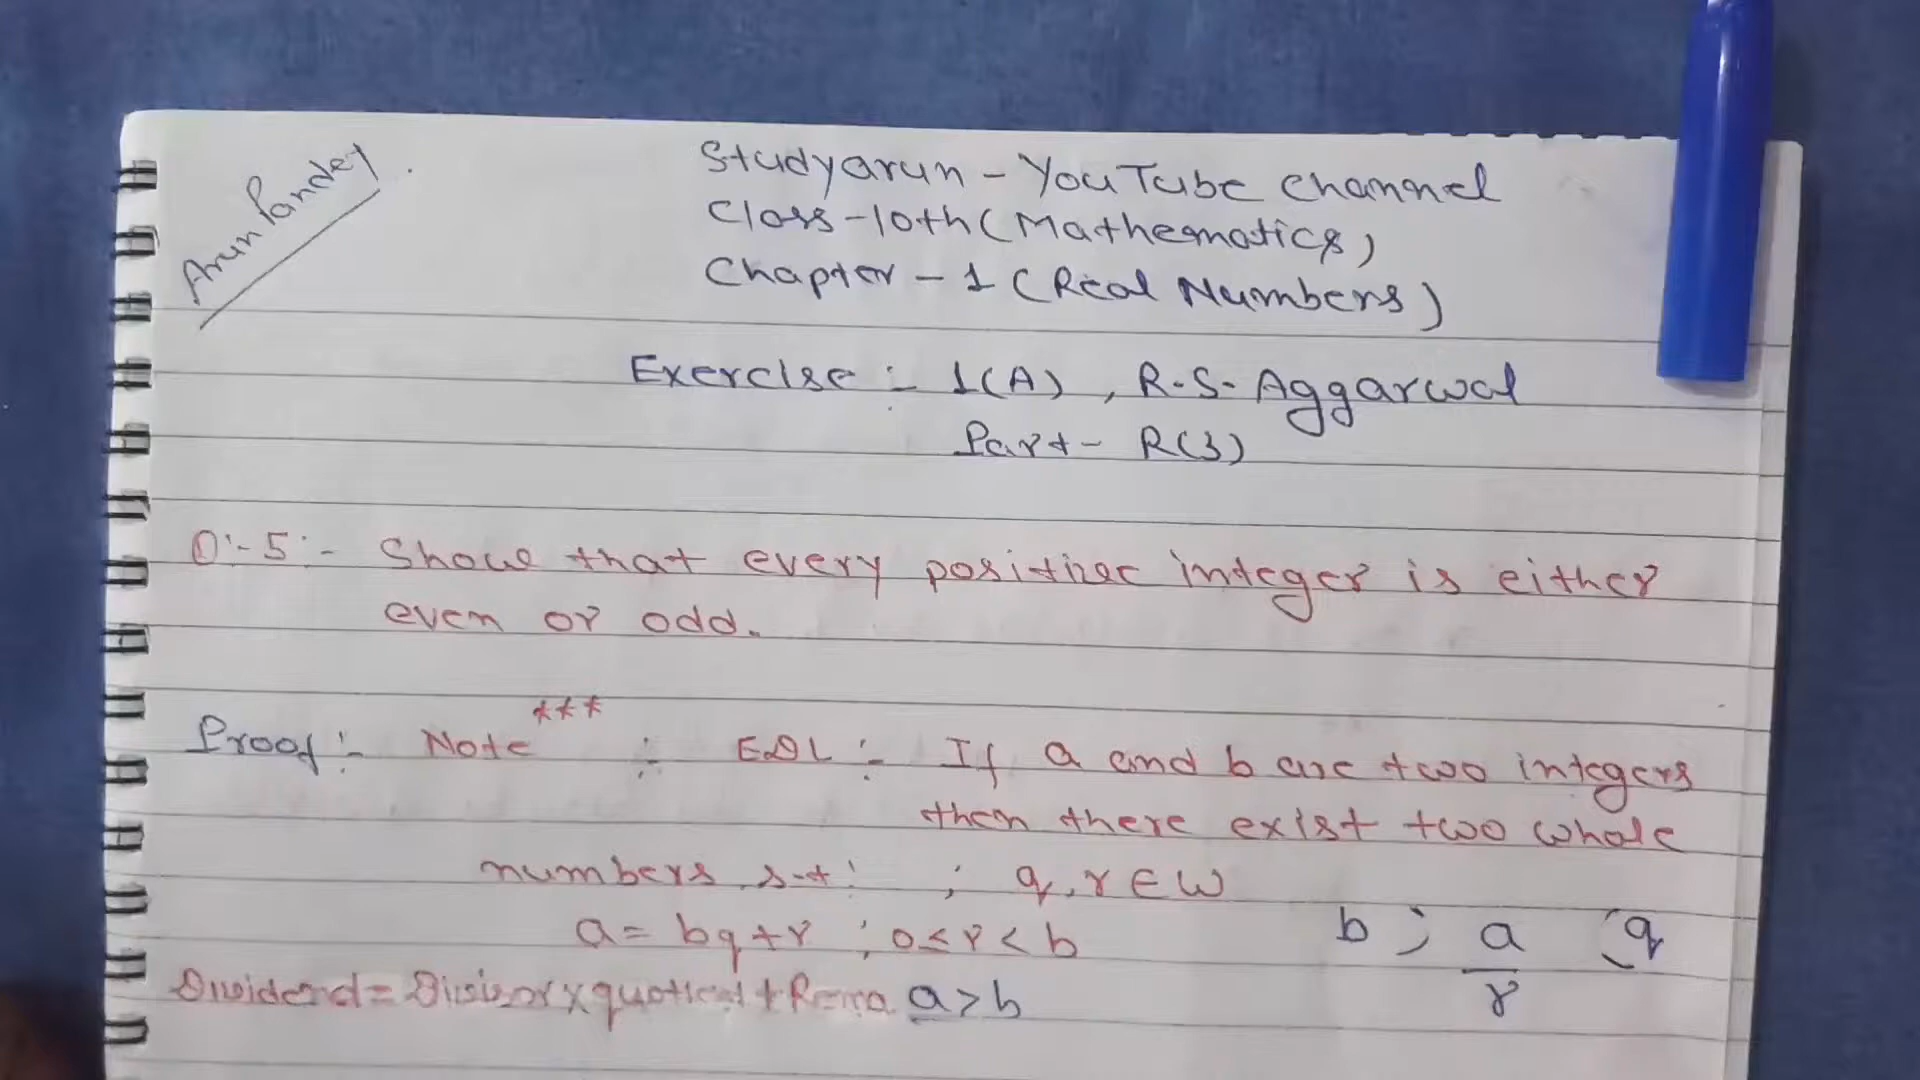 Arun Pandey
Studyarun - YouTube channel
Class-10th (Mathematics)
Chapter - 1 (Real Numbers)
Exercise :- 1(A), R.S. Aggarwal
Part - R(3)
Q:-5:- Show that every positive integer is either
even or odd.
Proof :- Note *** :- EDL :- If a and b are two integers
then there exist two whole
numbers s.t. ; q, r ∈ W
a = bq + r ; 0 ≤ r < b
b ) a ( q
r
Dividend = Divisor x quotient + Rema a > b